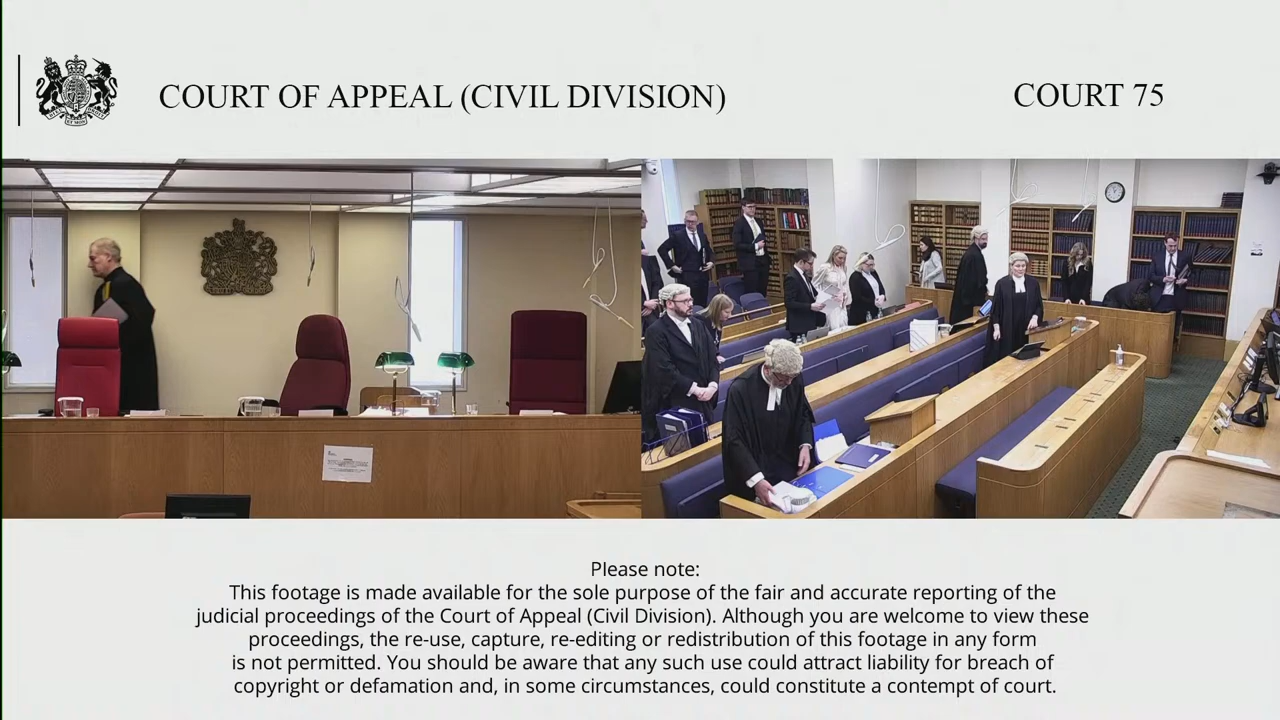 COURT OF APPEAL (CIVIL DIVISION)
COURT 75
Please note:
This footage is made available for the sole purpose of the fair and accurate reporting of the
judicial proceedings of the Court of Appeal (Civil Division). Although you are welcome to view these
proceedings, the re-use, capture, re-editing or redistribution of this footage in any form
is not permitted. You should be aware that any such use could attract liability for breach of
copyright or defamation and, in some circumstances, could constitute a contempt of court.